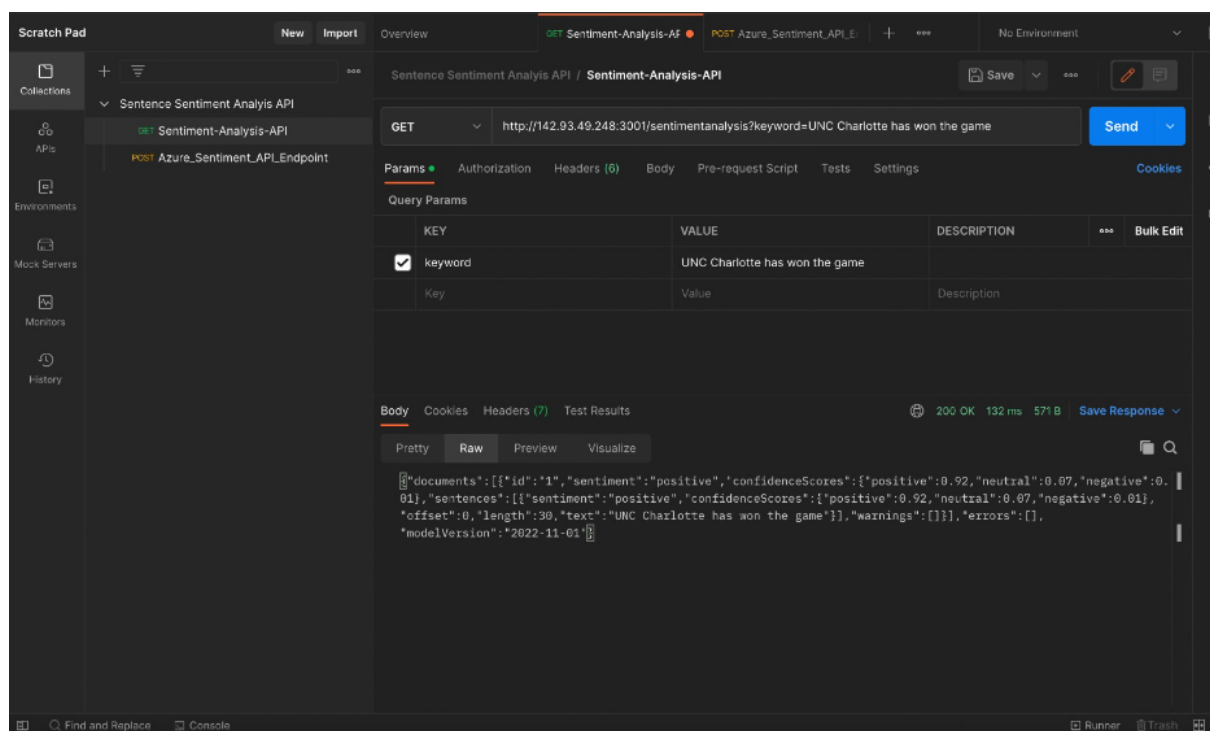 Scratch Pad New Import
Overview GET Sentiment-Analysis-AF POST Azure_Sentiment_API_E No Environment
Collections
Sentence Sentiment Analyis API / Sentiment-Analysis-API Save
Sentence Sentiment Analyis API
GET Sentiment-Analysis-API
POST Azure_Sentiment_API_Endpoint
APIs
Environments
Mock Servers
Monitors
History
GET http://142.93.49.248:3001/sentimentanalysis?keyword=UNC Charlotte has won the game Send
Params Authorization Headers (6) Body Pre-request Script Tests Settings Cookies
Query Params
KEY VALUE DESCRIPTION Bulk Edit
keyword UNC Charlotte has won the game
Key Value Description
Body Cookies Headers (7) Test Results 200 OK 132 ms 571 B Save Response
Pretty Raw Preview Visualize
{"documents":[{"id":"1","sentiment":"positive","confidenceScores":{"positive":0.92,"neutral":0.07,"negative":0.
01},"sentences":[{"sentiment":"positive","confidenceScores":{"positive":0.92,"neutral":0.07,"negative":0.01},
"offset":0,"length":30,"text":"UNC Charlotte has won the game"}],"warnings":[]}],"errors":[],
"modelVersion":"2022-11-01"}
Find and Replace Console Runner Trash